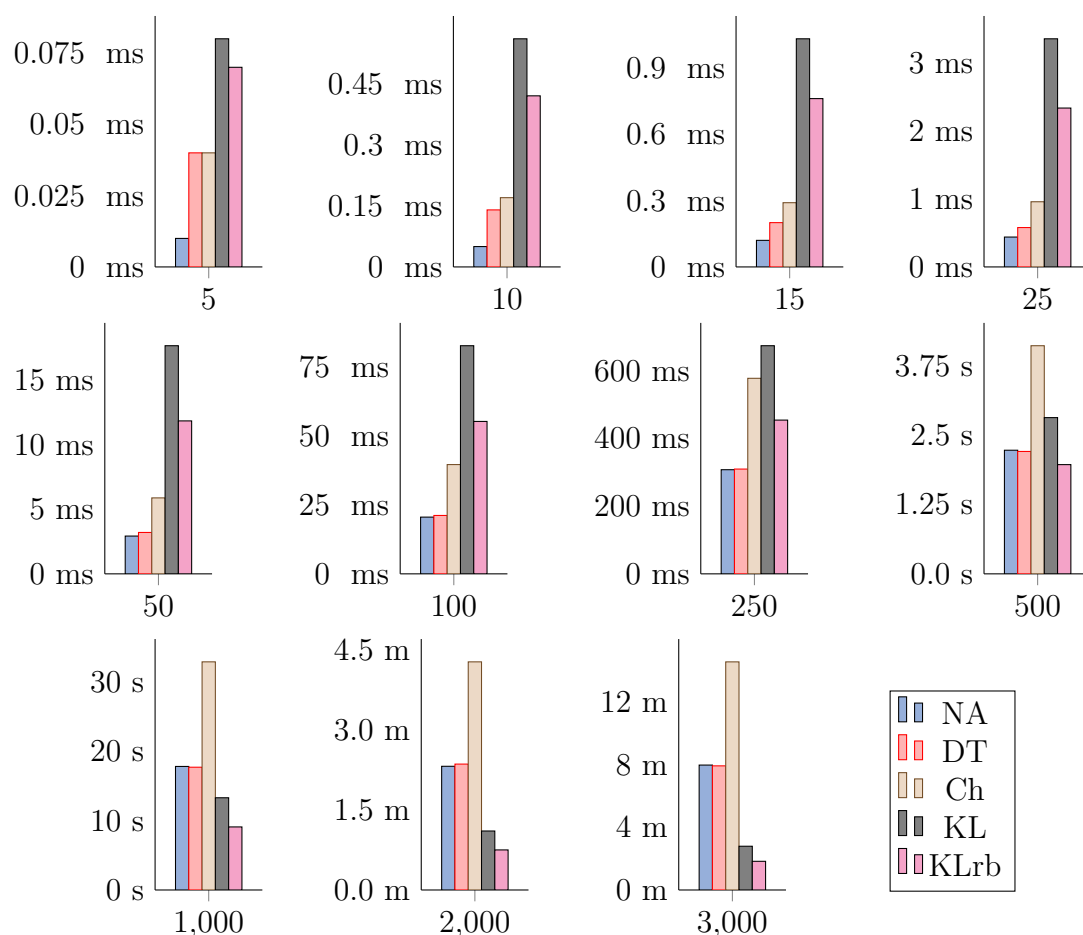 0.075 ms
0.05 ms
0.025 ms
0 ms
5
0.45 ms
0.3 ms
0.15 ms
0 ms
10
0.9 ms
0.6 ms
0.3 ms
0 ms
15
3 ms
2 ms
1 ms
0 ms
25
15 ms
10 ms
5 ms
0 ms
50
75 ms
50 ms
25 ms
0 ms
100
600 ms
400 ms
200 ms
0 ms
250
3.75 s
2.5 s
1.25 s
0.0 s
500
30 s
20 s
10 s
0 s
1,000
4.5 m
3.0 m
1.5 m
0.0 m
2,000
12 m
8 m
4 m
0 m
3,000
NA
DT
Ch
KL
KLrb